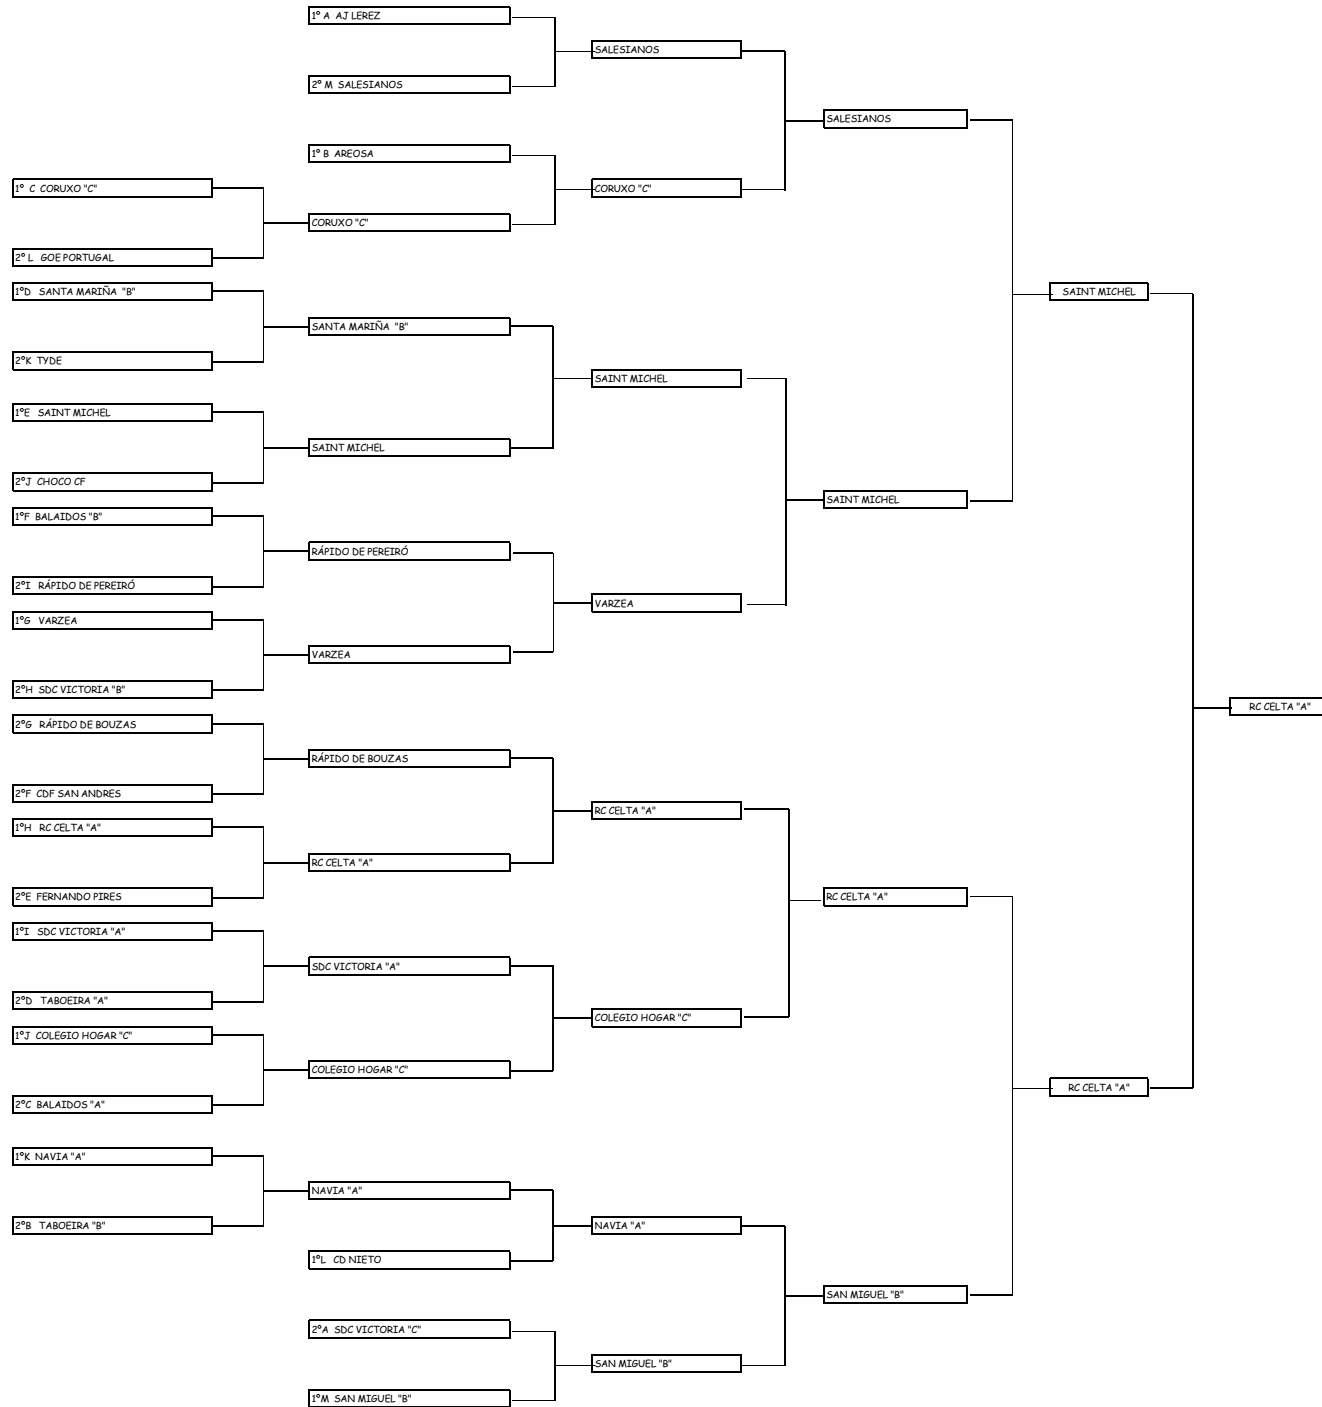 1º A  AJ LEREZ
SALESIANOS
2º M  SALESIANOS
SALESIANOS
1º B  AREOSA
1º  C  CORUXO "C"
CORUXO "C"
CORUXO "C"
2º L   GOE PORTUGAL
1ºD   SANTA MARIÑA  "B"
SAINT MICHEL
SANTA MARIÑA  "B"
2ºK  TYDE
SAINT MICHEL
1ºE   SAINT MICHEL
SAINT MICHEL
2ºJ  CHOCO CF
SAINT MICHEL
1ºF  BALAIDOS "B"
RÁPIDO DE PEREIRÓ
2ºI   RÁPIDO DE PEREIRÓ
VARZEA
1ºG   VARZEA
VARZEA
2ºH  SDC VICTORIA "B"
RC CELTA "A"
2ºG   RÁPIDO DE BOUZAS
RÁPIDO DE BOUZAS
2ºF  CDF SAN ANDRES
RC CELTA "A"
1ºH   RC CELTA "A"
RC CELTA "A"
2ºE  FERNANDO PIRES
RC CELTA "A"
1ºI   SDC VICTORIA "A"
SDC VICTORIA "A"
2ºD   TABOEIRA "A"
COLEGIO HOGAR "C"
1ºJ  COLEGIO HOGAR "C"
COLEGIO HOGAR "C"
RC CELTA "A"
2ºC  BALAIDOS "A"
1ºK  NAVIA "A"
NAVIA "A"
2ºB   TABOEIRA "B"
NAVIA "A"
1ºL   CD NIETO
SAN MIGUEL "B"
2ºA  SDC VICTORIA "C"
SAN MIGUEL "B"
1ºM  SAN MIGUEL "B"